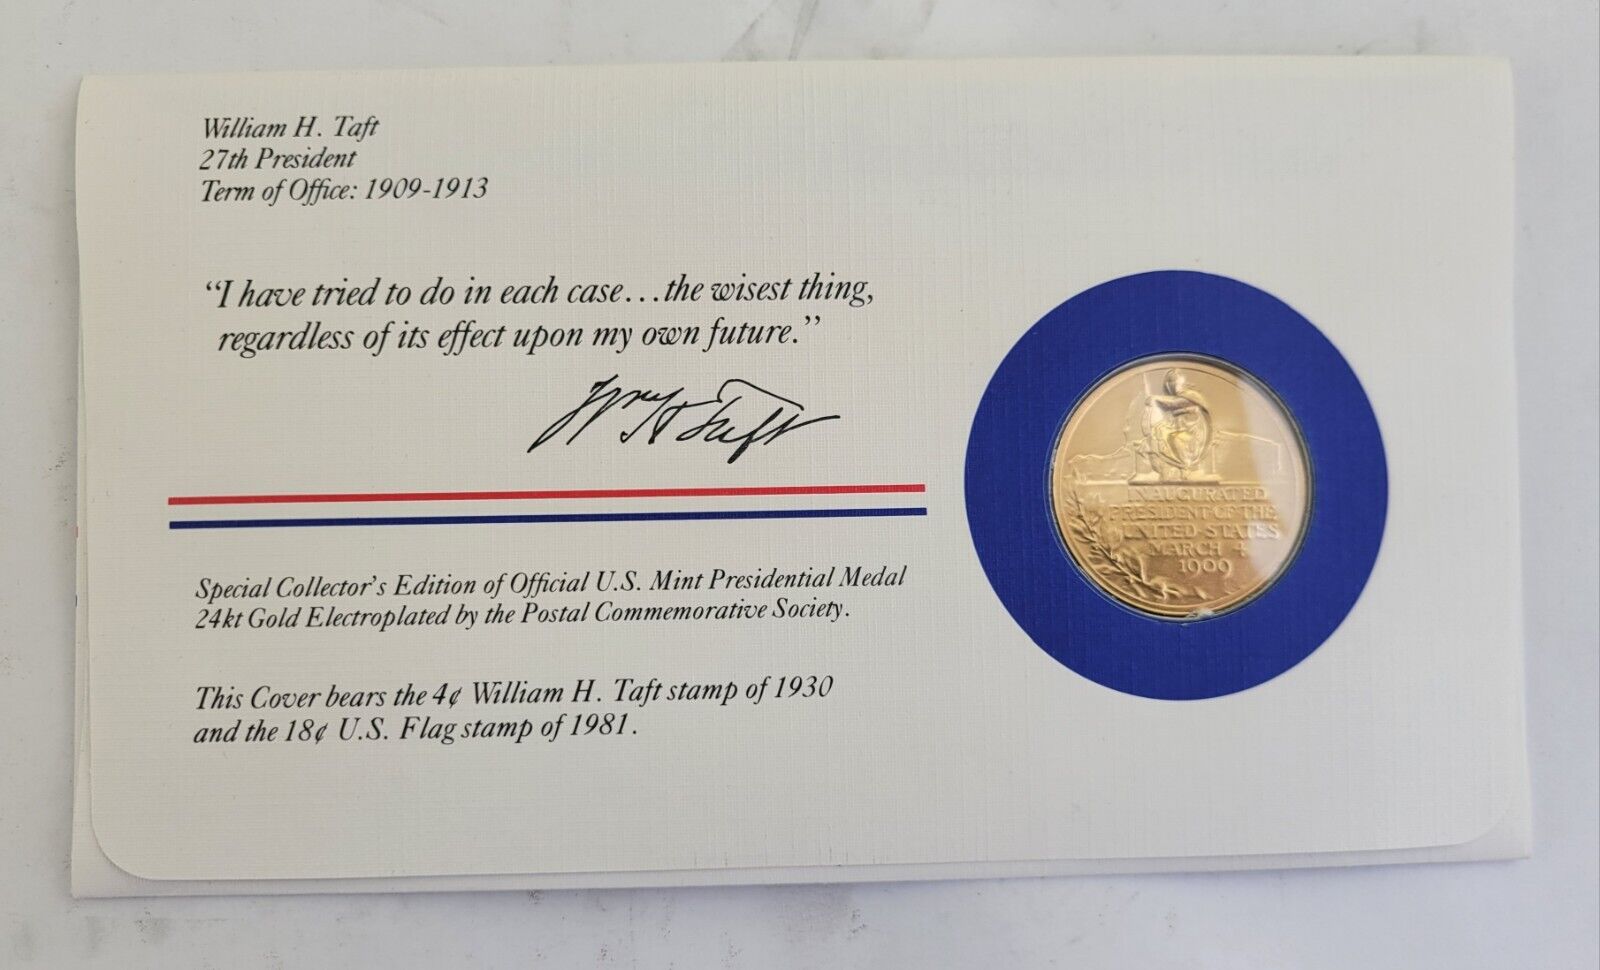 William H. Taft
27th President
Term of Office: 1909-1913
“I have tried to do in each case...the wisest thing,
regardless of its effect upon my own future.”
Wm H Taft
Special Collector's Edition of Official U.S. Mint Presidential Medal
24kt Gold Electroplated by the Postal Commemorative Society.
This Cover bears the 4¢ William H. Taft stamp of 1930
and the 18¢ U.S. Flag stamp of 1981.
INAUGURATED
PRESIDENT OF THE
UNITED STATES
MARCH 4
1909